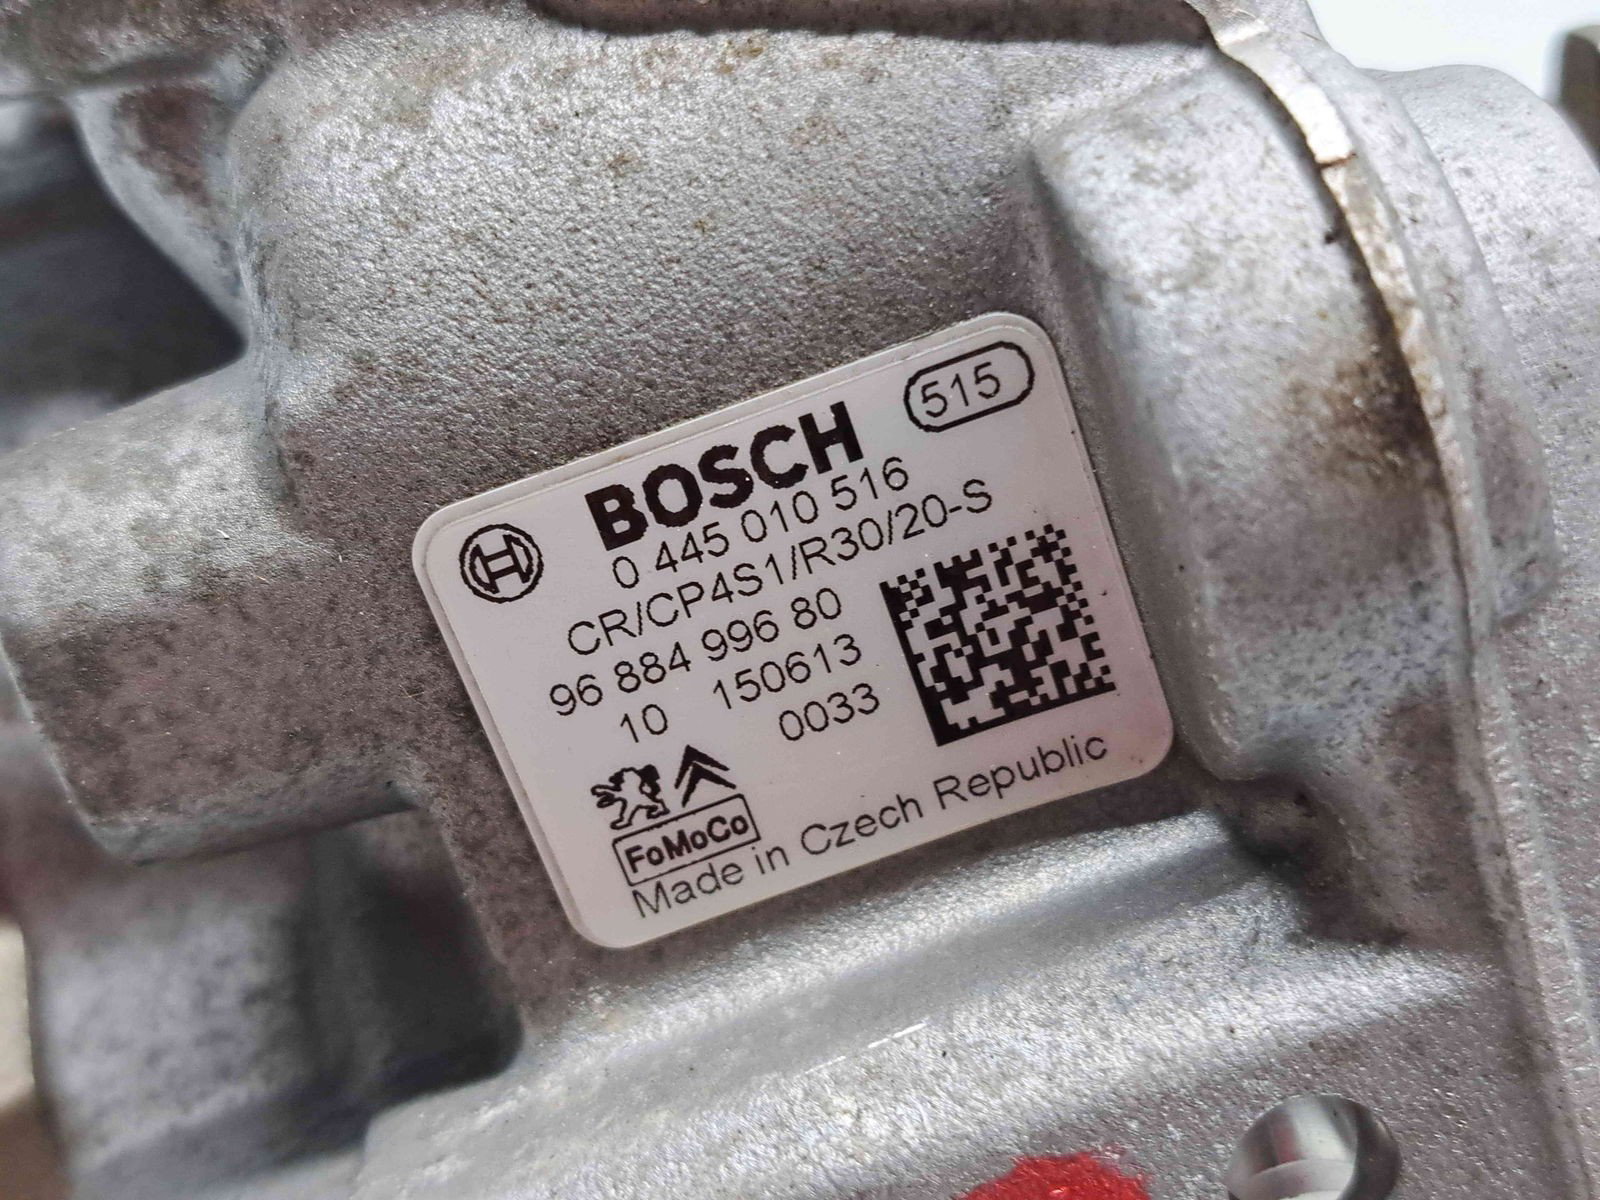 515
BOSCH
0 445 010 516
CR/CP4S1/R30/20-S
96 884 996 80
10 150613
0033
FoMoCo
Made in Czech Republic